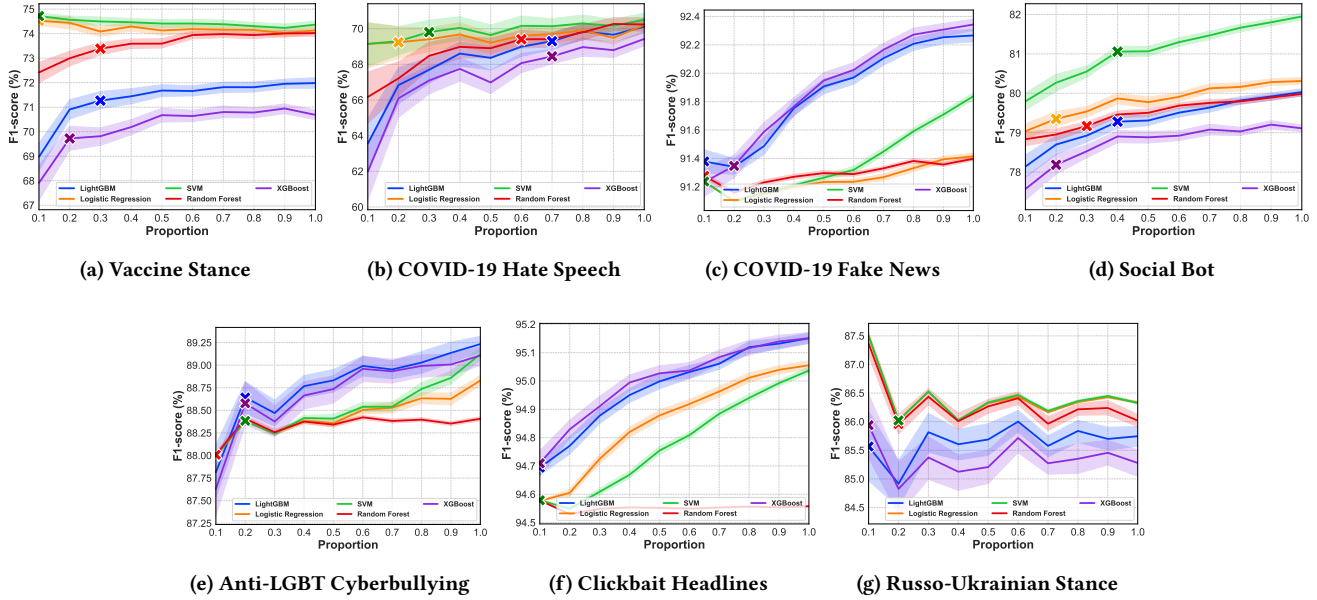 75
74
73
72
71
70
69
68
67
F1-score (%)
0.1 0.2 0.3 0.4 0.5 0.6 0.7 0.8 0.9 1.0
Proportion
LightGBM
Logistic Regression
SVM
Random Forest
XGBoost
(a) Vaccine Stance
70
68
66
64
62
60
F1-score (%)
0.1 0.2 0.3 0.4 0.5 0.6 0.7 0.8 0.9 1.0
Proportion
LightGBM
Logistic Regression
SVM
Random Forest
XGBoost
(b) COVID-19 Hate Speech
92.4
92.2
92.0
91.8
91.6
91.4
91.2
F1-score (%)
0.1 0.2 0.3 0.4 0.5 0.6 0.7 0.8 0.9 1.0
Proportion
LightGBM
Logistic Regression
SVM
Random Forest
XGBoost
(c) COVID-19 Fake News
82
81
80
79
78
F1-score (%)
0.1 0.2 0.3 0.4 0.5 0.6 0.7 0.8 0.9 1.0
Proportion
LightGBM
Logistic Regression
SVM
Random Forest
XGBoost
(d) Social Bot
89.25
89.00
88.75
88.50
88.25
88.00
87.75
87.50
87.25
F1-score (%)
0.1 0.2 0.3 0.4 0.5 0.6 0.7 0.8 0.9 1.0
Proportion
LightGBM
Logistic Regression
SVM
Random Forest
XGBoost
(e) Anti-LGBT Cyberbullying
95.2
95.1
95.0
94.9
94.8
94.7
94.6
94.5
F1-score (%)
0.1 0.2 0.3 0.4 0.5 0.6 0.7 0.8 0.9 1.0
Proportion
LightGBM
Logistic Regression
SVM
Random Forest
XGBoost
(f) Clickbait Headlines
87.5
87.0
86.5
86.0
85.5
85.0
84.5
F1-score (%)
0.1 0.2 0.3 0.4 0.5 0.6 0.7 0.8 0.9 1.0
Proportion
LightGBM
Logistic Regression
SVM
Random Forest
XGBoost
(g) Russo-Ukrainian Stance